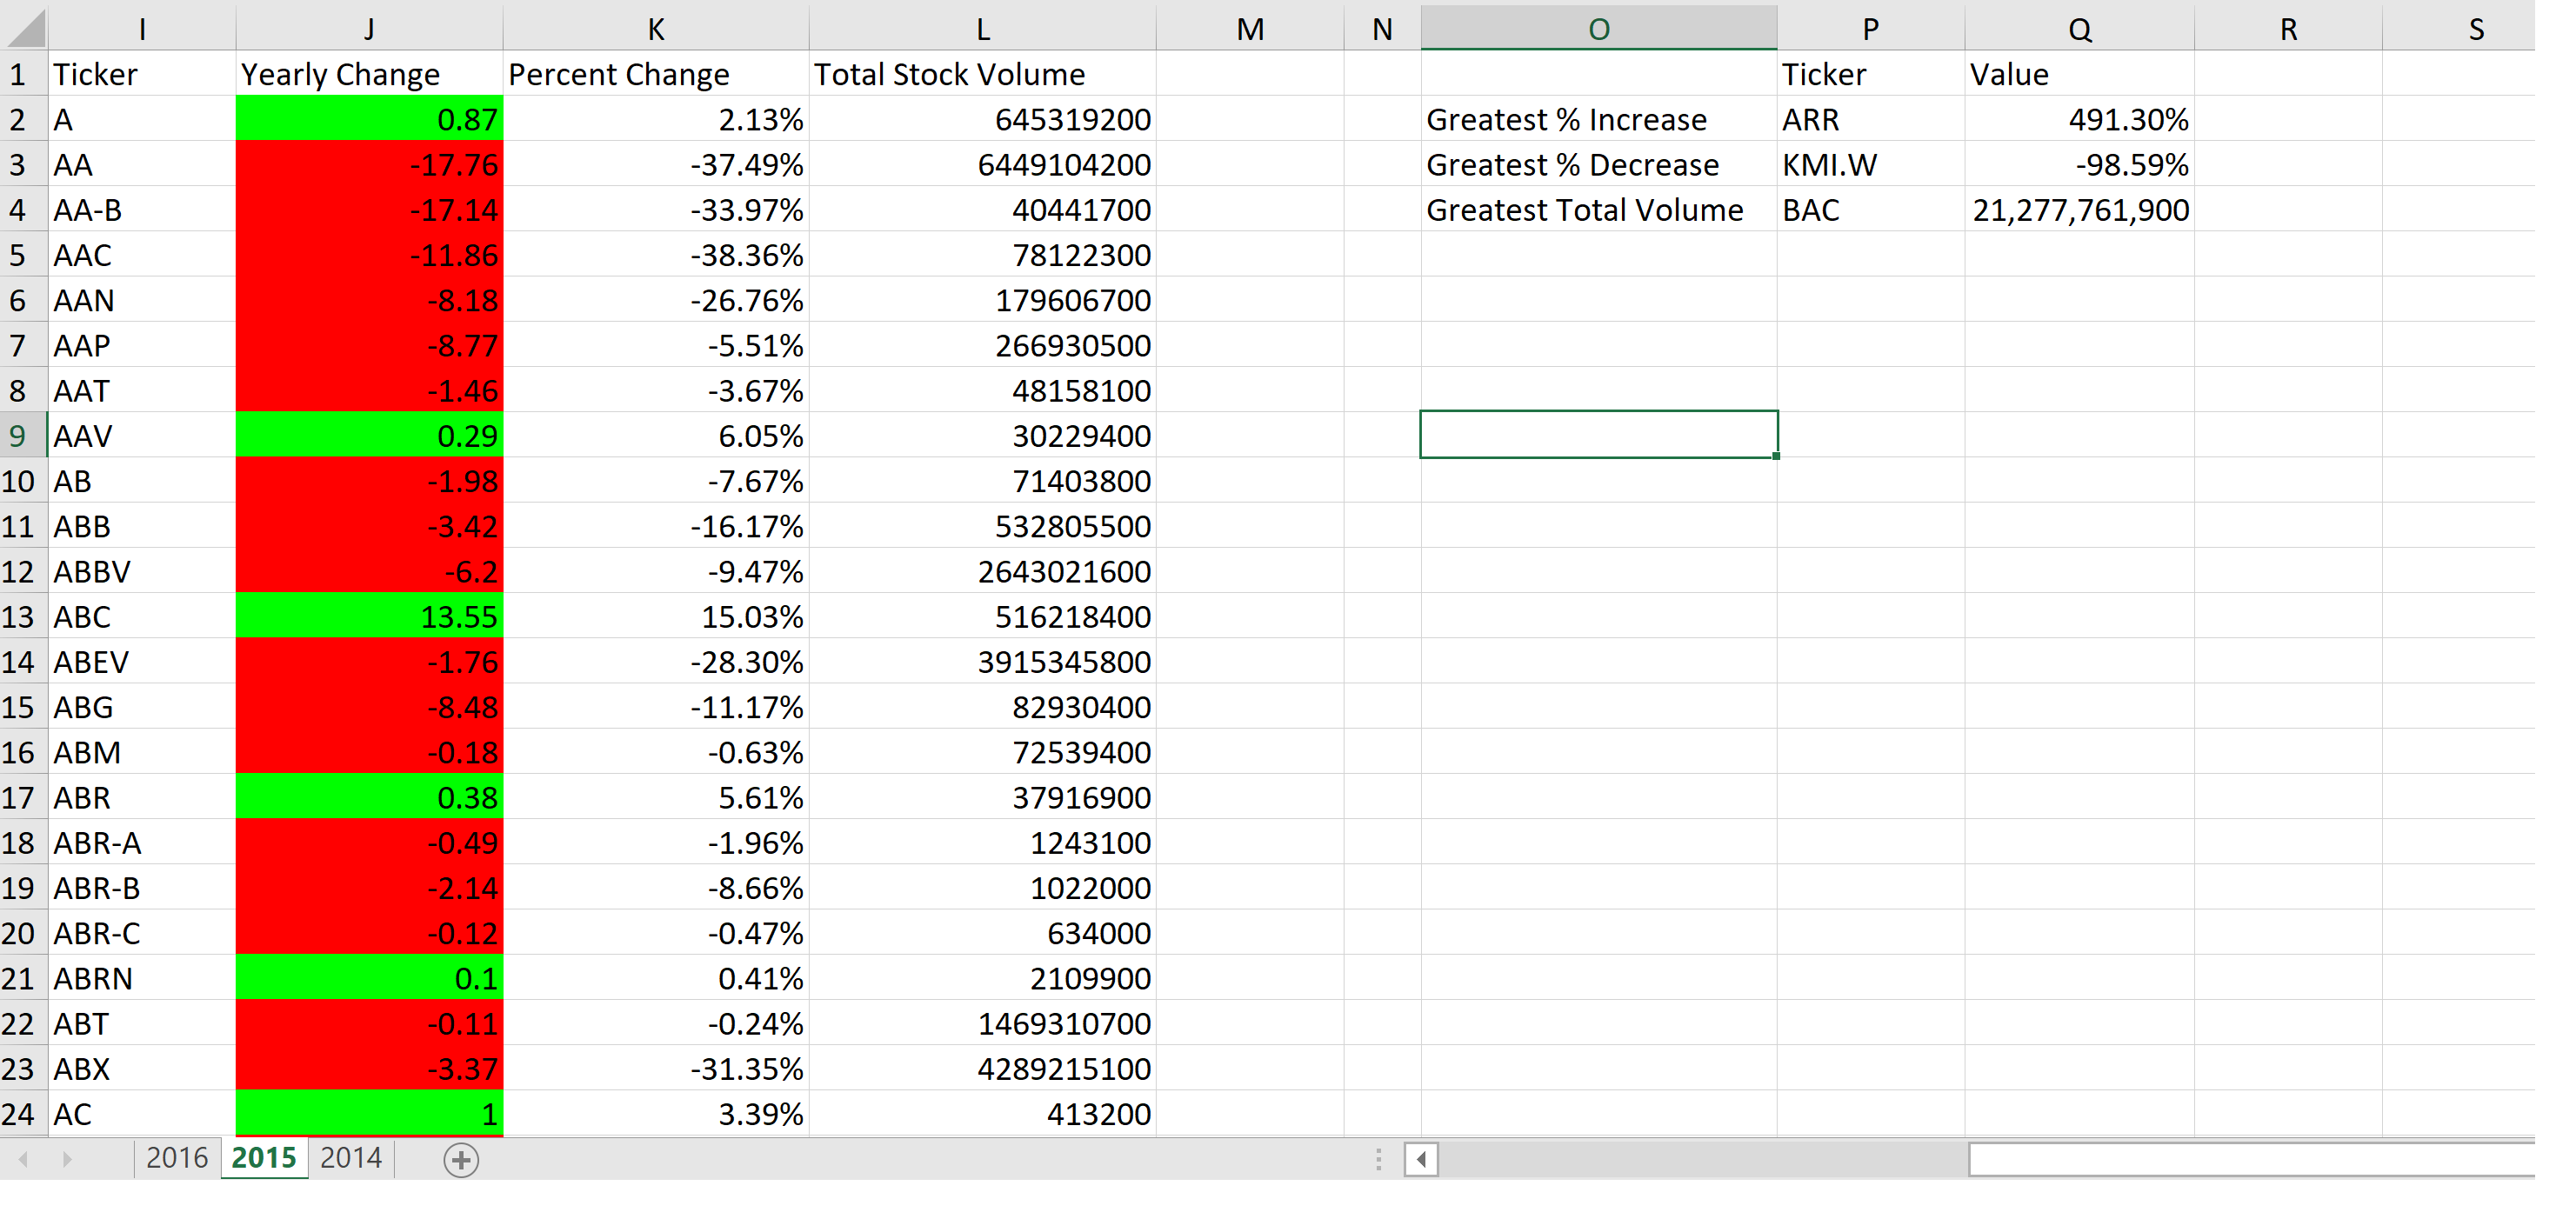 I J K L M N O P Q R S
1 Ticker Yearly Change Percent Change Total Stock Volume Ticker Value
2 A 0.87 2.13% 645319200 Greatest % Increase ARR 491.30%
3 AA -17.76 -37.49% 6449104200 Greatest % Decrease KMI.W -98.59%
4 AA-B -17.14 -33.97% 40441700 Greatest Total Volume BAC 21,277,761,900
5 AAC -11.86 -38.36% 78122300
6 AAN -8.18 -26.76% 179606700
7 AAP -8.77 -5.51% 266930500
8 AAT -1.46 -3.67% 48158100
9 AAV 0.29 6.05% 30229400
10 AB -1.98 -7.67% 71403800
11 ABB -3.42 -16.17% 532805500
12 ABBV -6.2 -9.47% 2643021600
13 ABC 13.55 15.03% 516218400
14 ABEV -1.76 -28.30% 3915345800
15 ABG -8.48 -11.17% 82930400
16 ABM -0.18 -0.63% 72539400
17 ABR 0.38 5.61% 37916900
18 ABR-A -0.49 -1.96% 1243100
19 ABR-B -2.14 -8.66% 1022000
20 ABR-C -0.12 -0.47% 634000
21 ABRN 0.1 0.41% 2109900
22 ABT -0.11 -0.24% 1469310700
23 ABX -3.37 -31.35% 4289215100
24 AC 1 3.39% 413200
2016 2015 2014